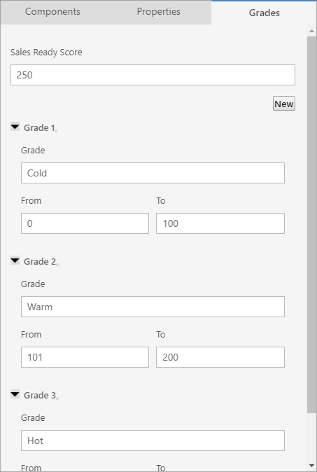 Components Properties Grades
Sales Ready Score
250
New
Grade 1,
Grade
Cold
From To
0 100
Grade 2,
Grade
Warm
From To
101 200
Grade 3,
Grade
Hot
From To